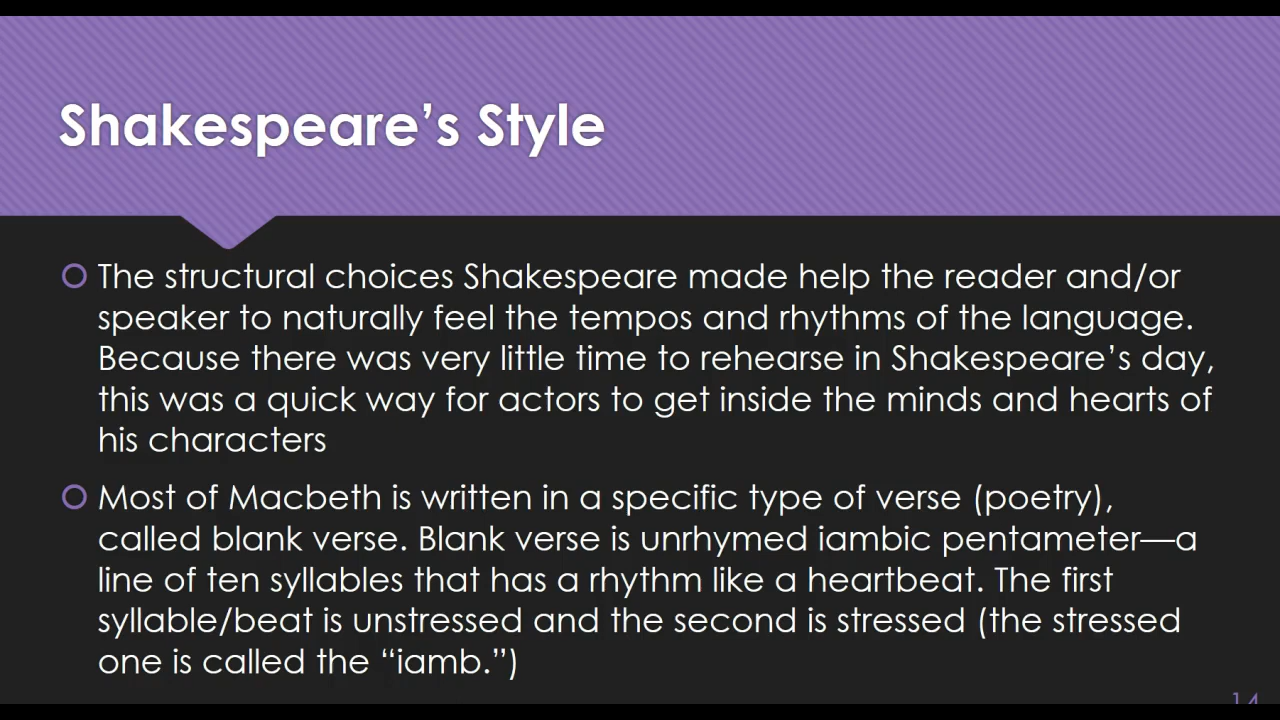 Shakespeare’s Style
The structural choices Shakespeare made help the reader and/or
speaker to naturally feel the tempos and rhythms of the language.
Because there was very little time to rehearse in Shakespeare’s day,
this was a quick way for actors to get inside the minds and hearts of
his characters
Most of Macbeth is written in a specific type of verse (poetry),
called blank verse. Blank verse is unrhymed iambic pentameter—a
line of ten syllables that has a rhythm like a heartbeat. The first
syllable/beat is unstressed and the second is stressed (the stressed
one is called the “iamb.”)
14